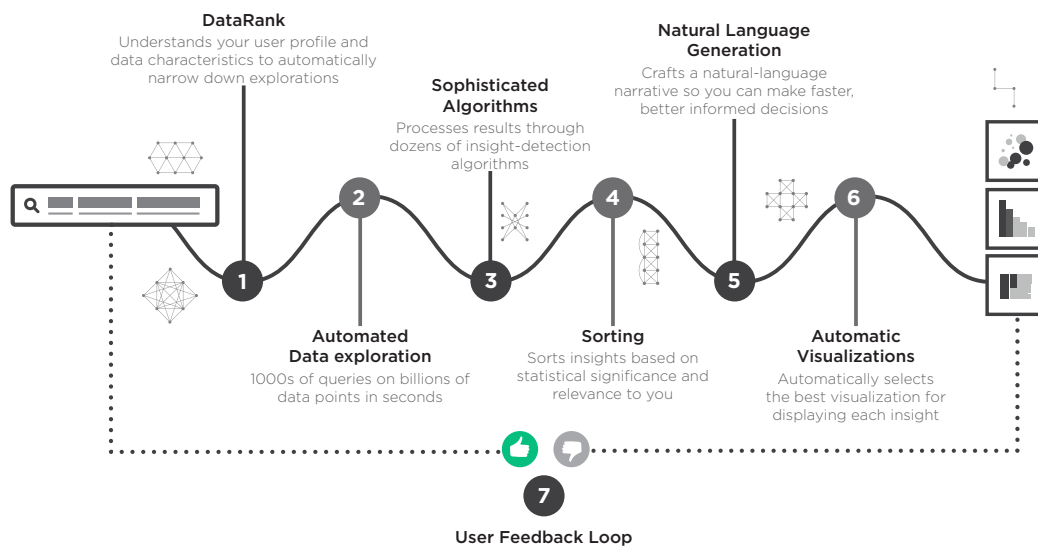 DataRank
Understands your user profile and
data characteristics to automatically
narrow down explorations
1
2
Automated
Data exploration
1000s of queries on billions of
data points in seconds
Sophisticated
Algorithms
Processes results through
dozens of insight-detection
algorithms
3
4
Sorting
Sorts insights based on
statistical significance and
relevance to you
Natural Language
Generation
Crafts a natural-language
narrative so you can make faster,
better informed decisions
5
6
Automatic
Visualizations
Automatically selects
the best visualization for
displaying each insight
7
User Feedback Loop